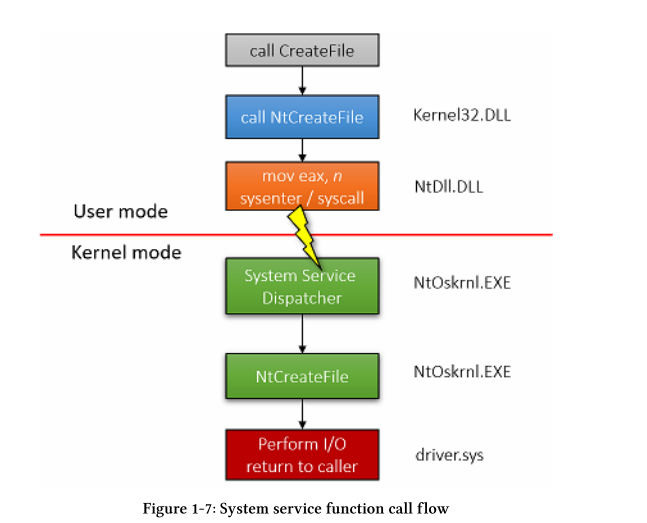 call CreateFile
call NtCreateFile
Kernel32.DLL
mov eax, n
sysenter / syscall
NtDll.DLL
User mode
Kernel mode
System Service
Dispatcher
NtOskrnl.EXE
NtCreateFile
NtOskrnl.EXE
Perform I/O
return to caller
driver.sys
Figure 1-7: System service function call flow